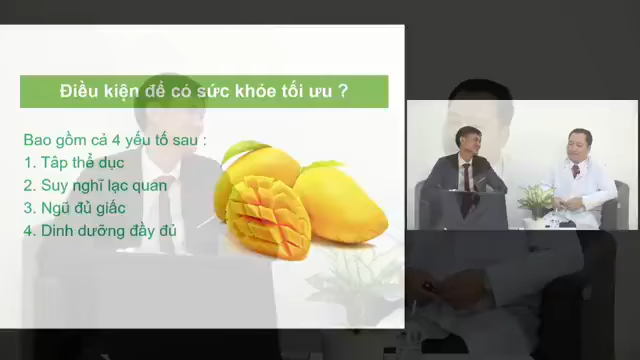 Điều kiện để có sức khỏe tối ưu ?
Bao gồm cả 4 yếu tố sau :
1. Tập thể dục
2. Suy nghĩ lạc quan
3. Ngũ đủ giấc
4. Dinh dưỡng đầy đủ